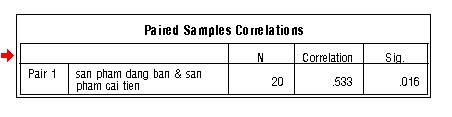 Paired Samples Correlations
N Correlation Sig.
Pair 1 san pham dang ban & san
pham cai tien 20 .533 .016